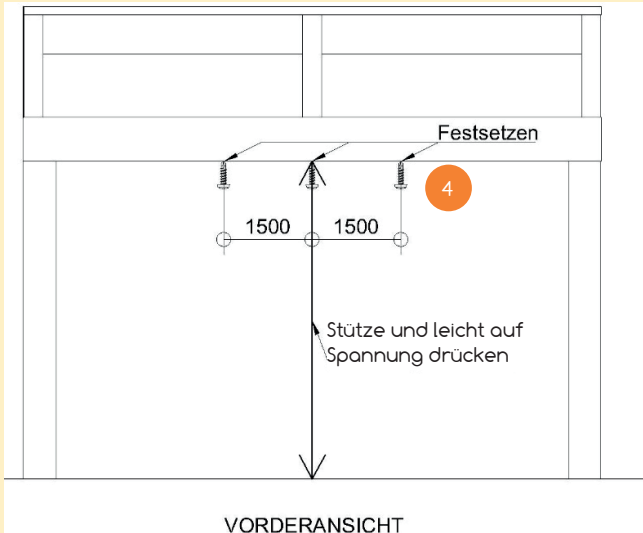 Festsetzen
4
1500 1500
Stütze und leicht auf
Spannung drücken
VORDERANSICHT